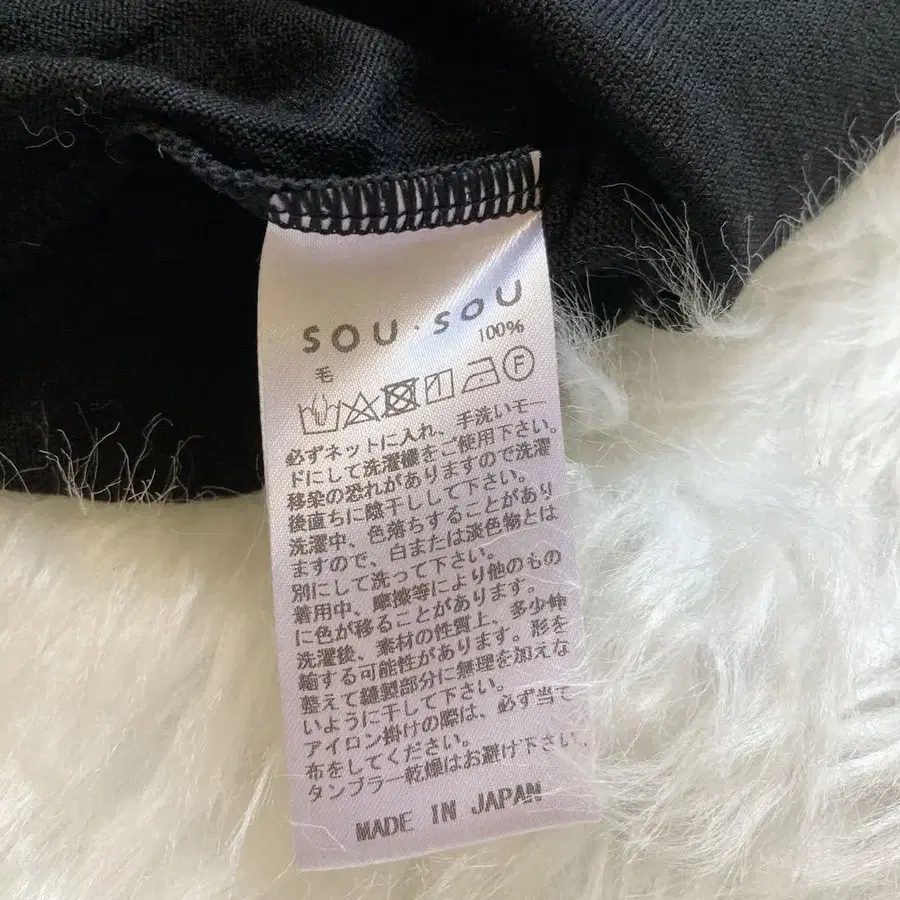 SOU・SOU
毛 100%
F
必ずネットに入れ、手洗いモー
ドにして洗濯機をご使用下さい。
移染の恐れがありますので洗濯
後直ちに陰干しして下さい。
洗濯中、色落ちすることがあり
ますので、白または淡色物とは
別にして洗って下さい。
着用中、摩擦等により他のもの
に色が移ることがあります。
洗濯後、素材の性質上、多少伸
縮する可能性があります。形を
整えて縫製部分に無理を加えな
いように干して下さい。
アイロン掛けの際は、必ず当て
布をしてください。
タンブラー乾燥はお避け下さい。
MADE IN JAPAN